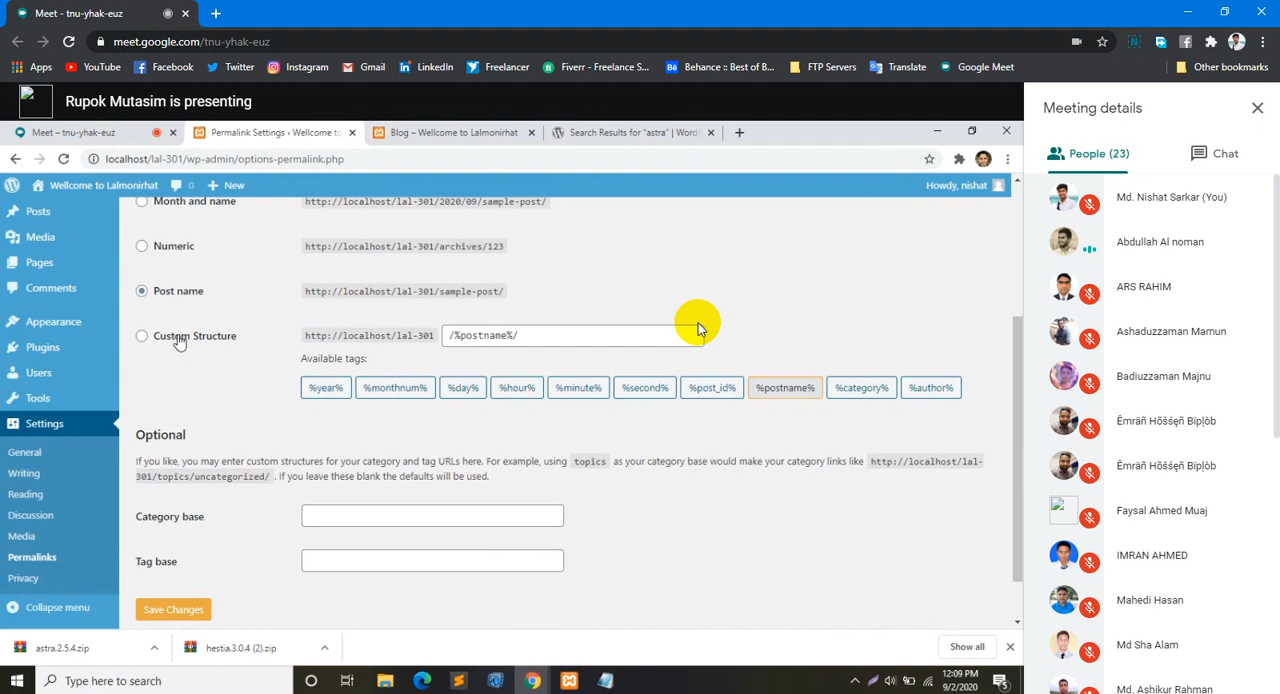 Meet - tnu-yhak-euz
meet.google.com/tnu-yhak-euz
Apps YouTube Facebook Twitter Instagram Gmail LinkedIn Freelancer Fiverr - Freelance S... Behance :: Best of B... FTP Servers Translate Google Meet Other bookmarks
Rupok Mutasim is presenting
Meet – tnu-yhak-euz Permalink Settings ‹ Welcome to Blog – Wellcome to Lalmonirhat Search Results for "astra" | Word
localhost/lal-301/wp-admin/options-permalink.php
Wellcome to Lalmonirhat 0 New Howdy, nishat
Posts
Media
Pages
Comments
Appearance
Plugins
Users
Tools
Settings
General
Writing
Reading
Discussion
Media
Permalinks
Privacy
Collapse menu
Month and name http://localhost/lal-301/2020/09/sample-post/
Numeric http://localhost/lal-301/archives/123
Post name http://localhost/lal-301/sample-post/
Custom Structure http://localhost/lal-301 /%postname%/
Available tags:
%year% %monthnum% %day% %hour% %minute% %second% %post_id% %postname% %category% %author%
Optional
If you like, you may enter custom structures for your category and tag URLs here. For example, using topics as your category base would make your category links like http://localhost/lal-
301/topics/uncategorized/ . If you leave these blank the defaults will be used.
Category base
Tag base
Save Changes
astra.2.5.4.zip hestia.3.0.4 (2).zip Show all
Type here to search
12:09 PM
9/2/2020
5
Meeting details
People (23) Chat
Md. Nishat Sarkar (You)
Abdullah Al noman
ARS RAHIM
Ashaduzzaman Mamun
Badiuzzaman Majnu
Êmräñ Hõšśęñ Bïp|òb
Êmräñ Hõšśęñ Bïp|òb
Faysal Ahmed Muaj
IMRAN AHMED
Mahedi Hasan
Md Sha Alam
Md. Ashikur Rahman